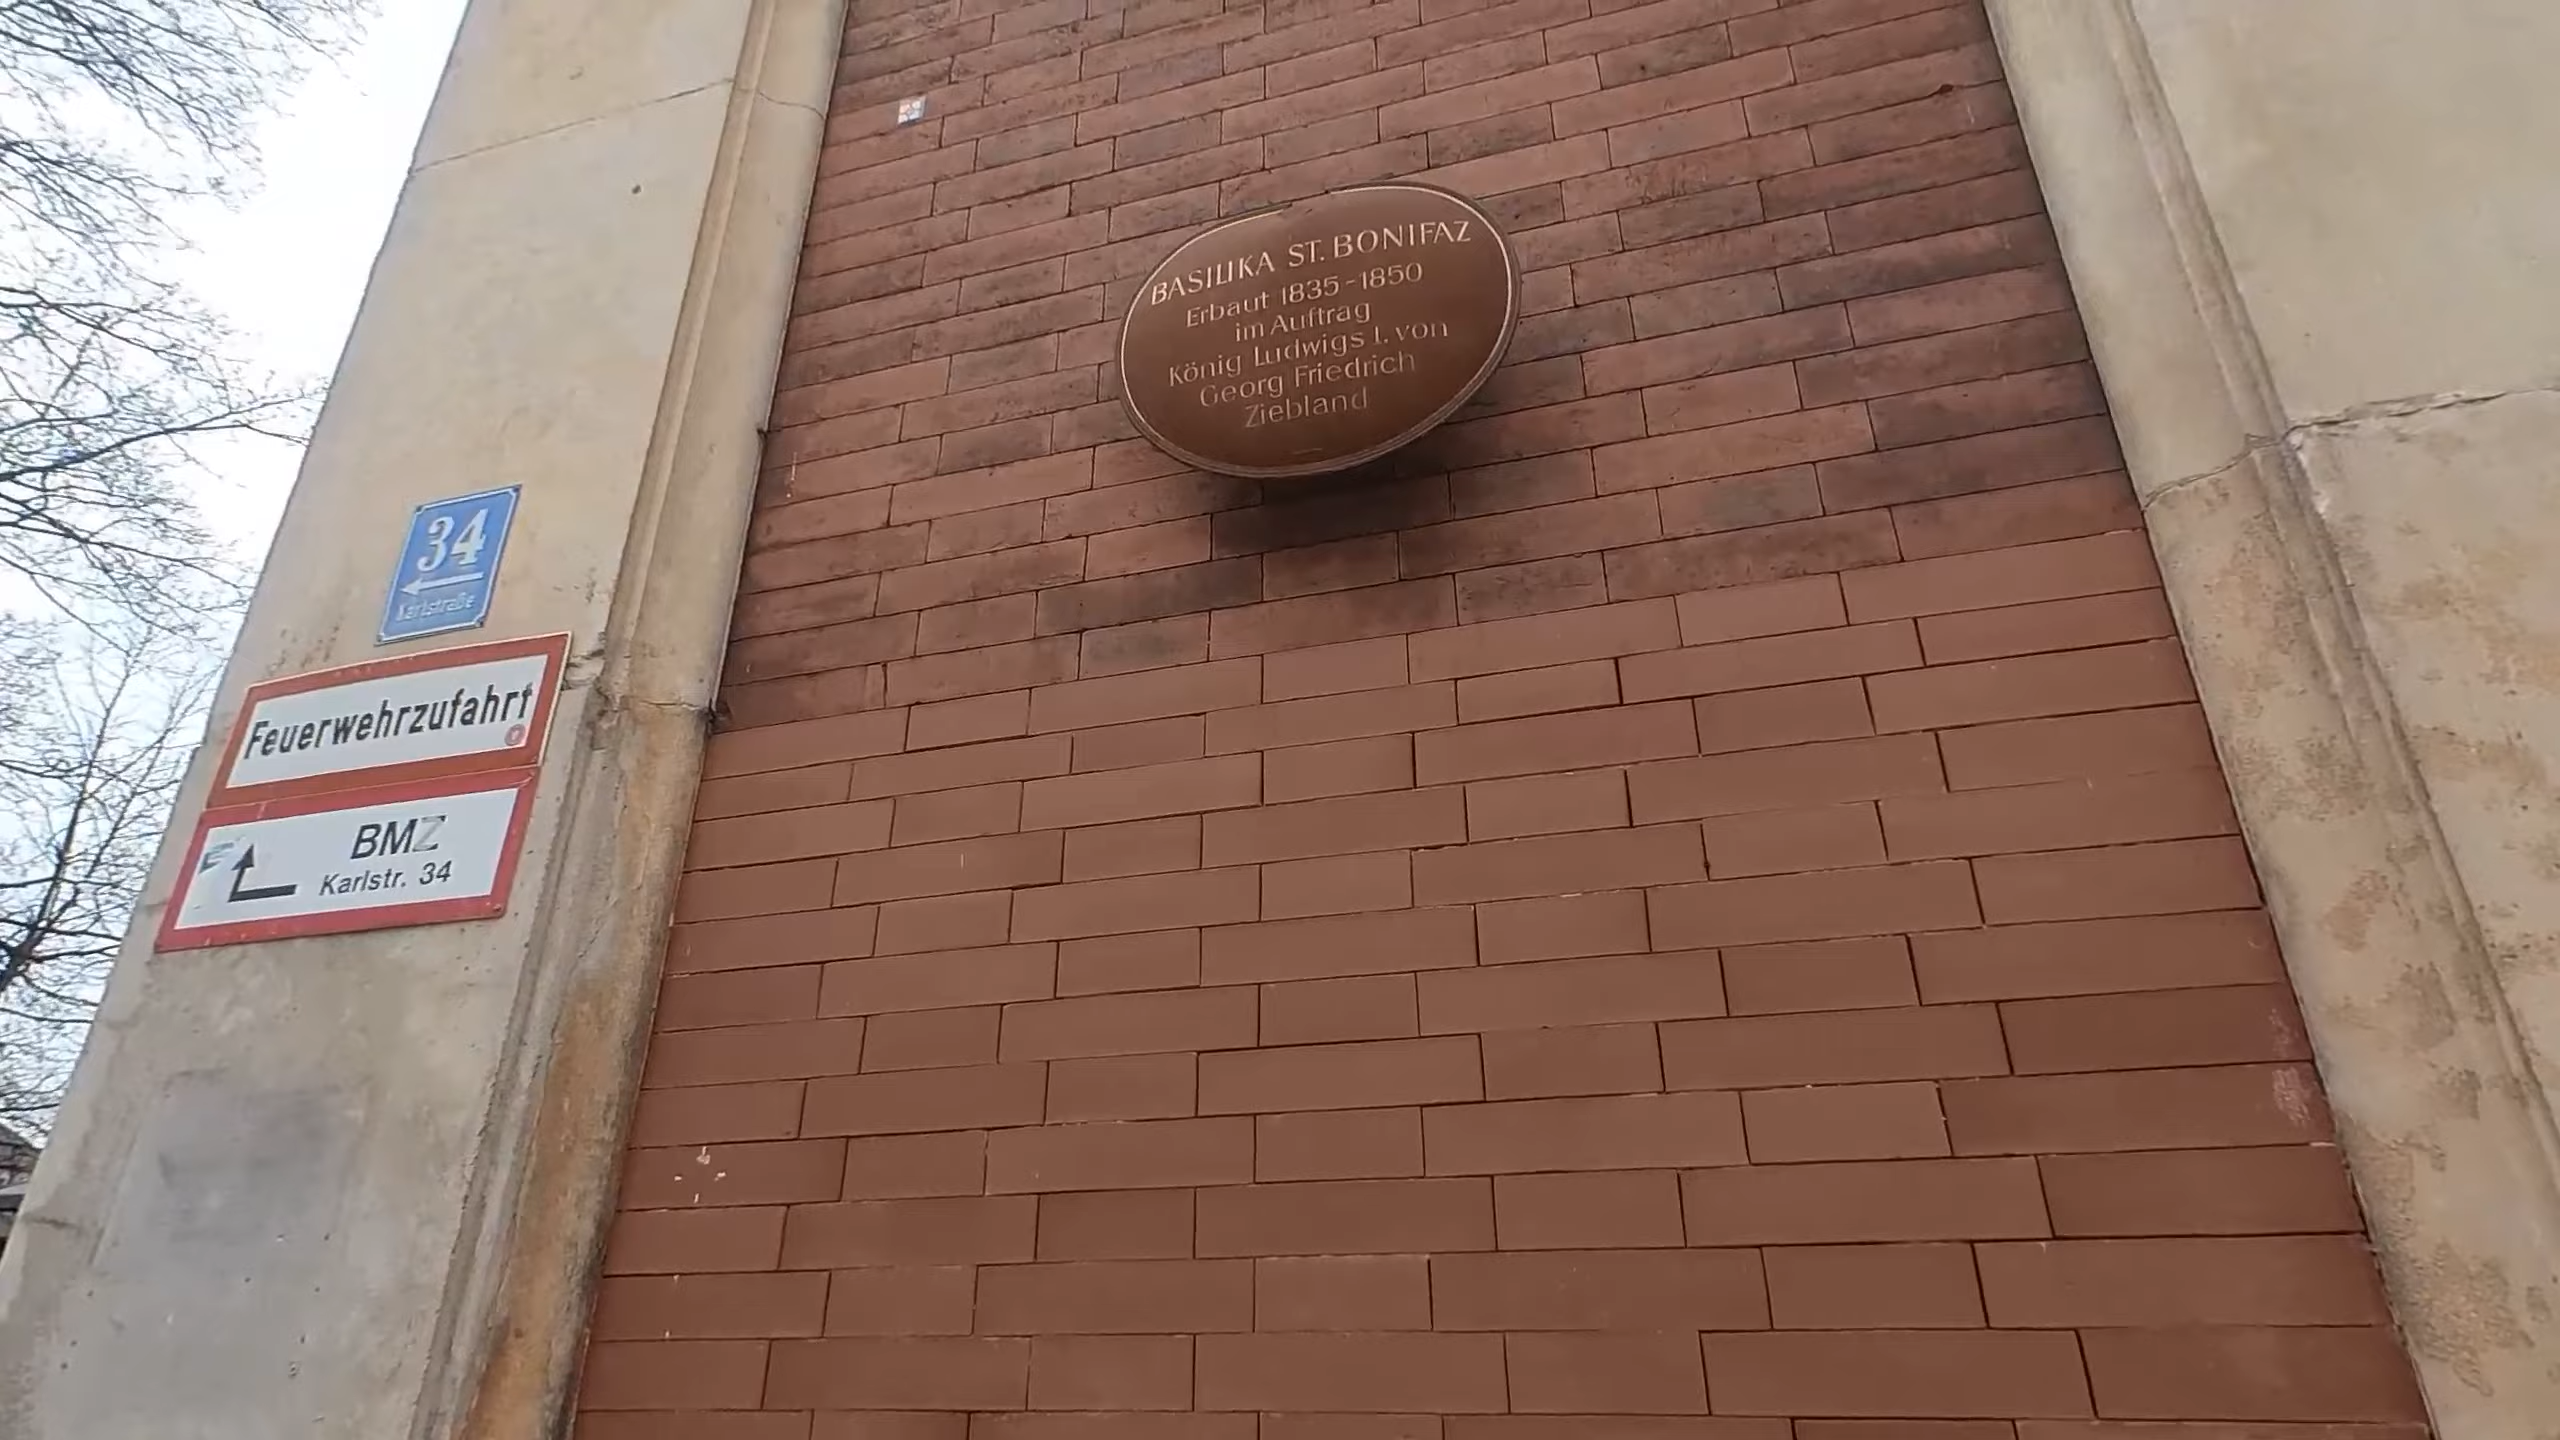 BASILIKA ST. BONIFAZ
Erbaut 1835-1850
im Auftrag
König Ludwigs I. von
Georg Friedrich
Ziebland
34
Karlstraße
Feuerwehrzufahrt
BMZ
Karlstr. 34